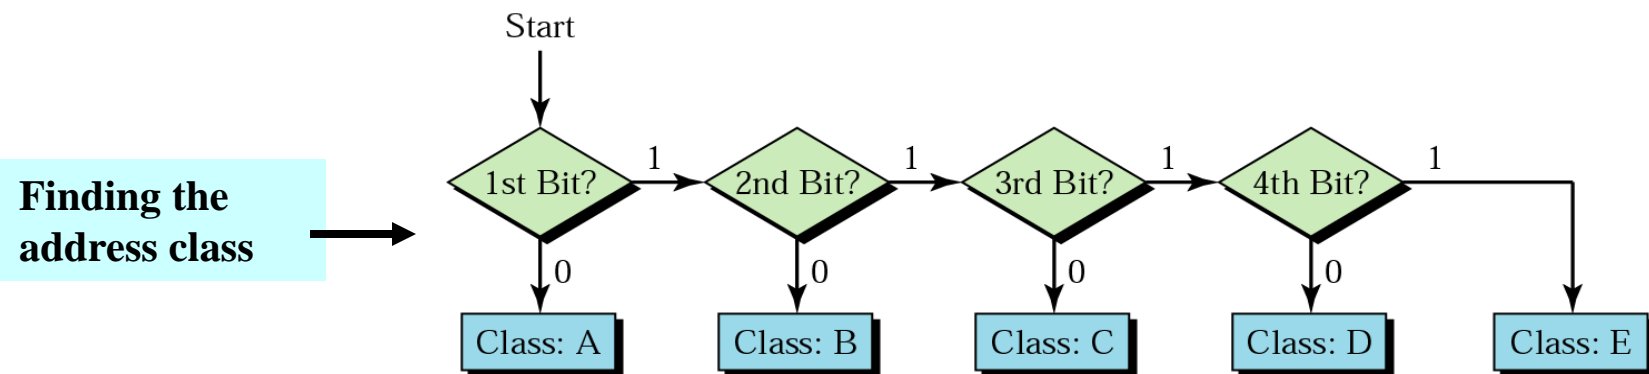 Start
Finding the
address class
1st Bit?
1
2nd Bit?
1
3rd Bit?
1
4th Bit?
1
0
0
0
0
Class: A
Class: B
Class: C
Class: D
Class: E